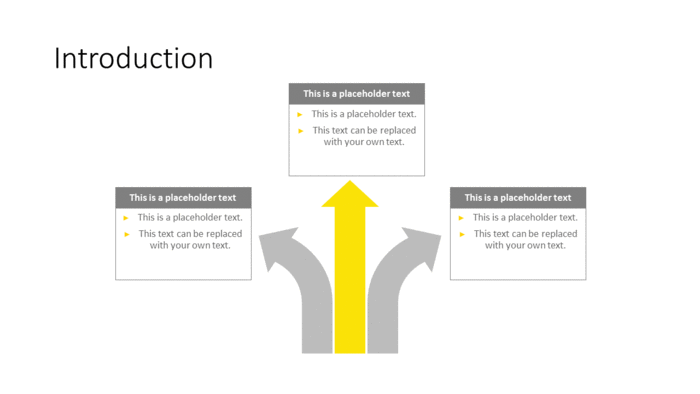 Introduction
This is a placeholder text
This is a placeholder text.
This text can be replaced
with your own text.
This is a placeholder text
This is a placeholder text.
This text can be replaced
with your own text.
This is a placeholder text
This is a placeholder text.
This text can be replaced
with your own text.